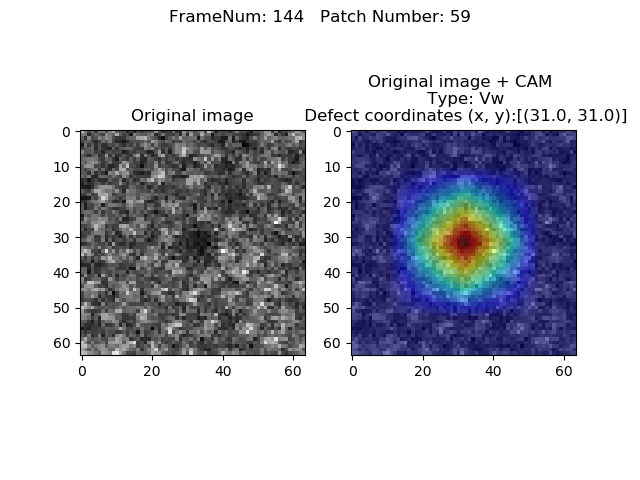 FrameNum: 144   Patch Number: 59
Original image
Original image + CAM
Type: Vw
Defect coordinates (x, y):[(31.0, 31.0)]
0
10
20
30
40
50
60
0 20 40 60
0
10
20
30
40
50
60
0 20 40 60